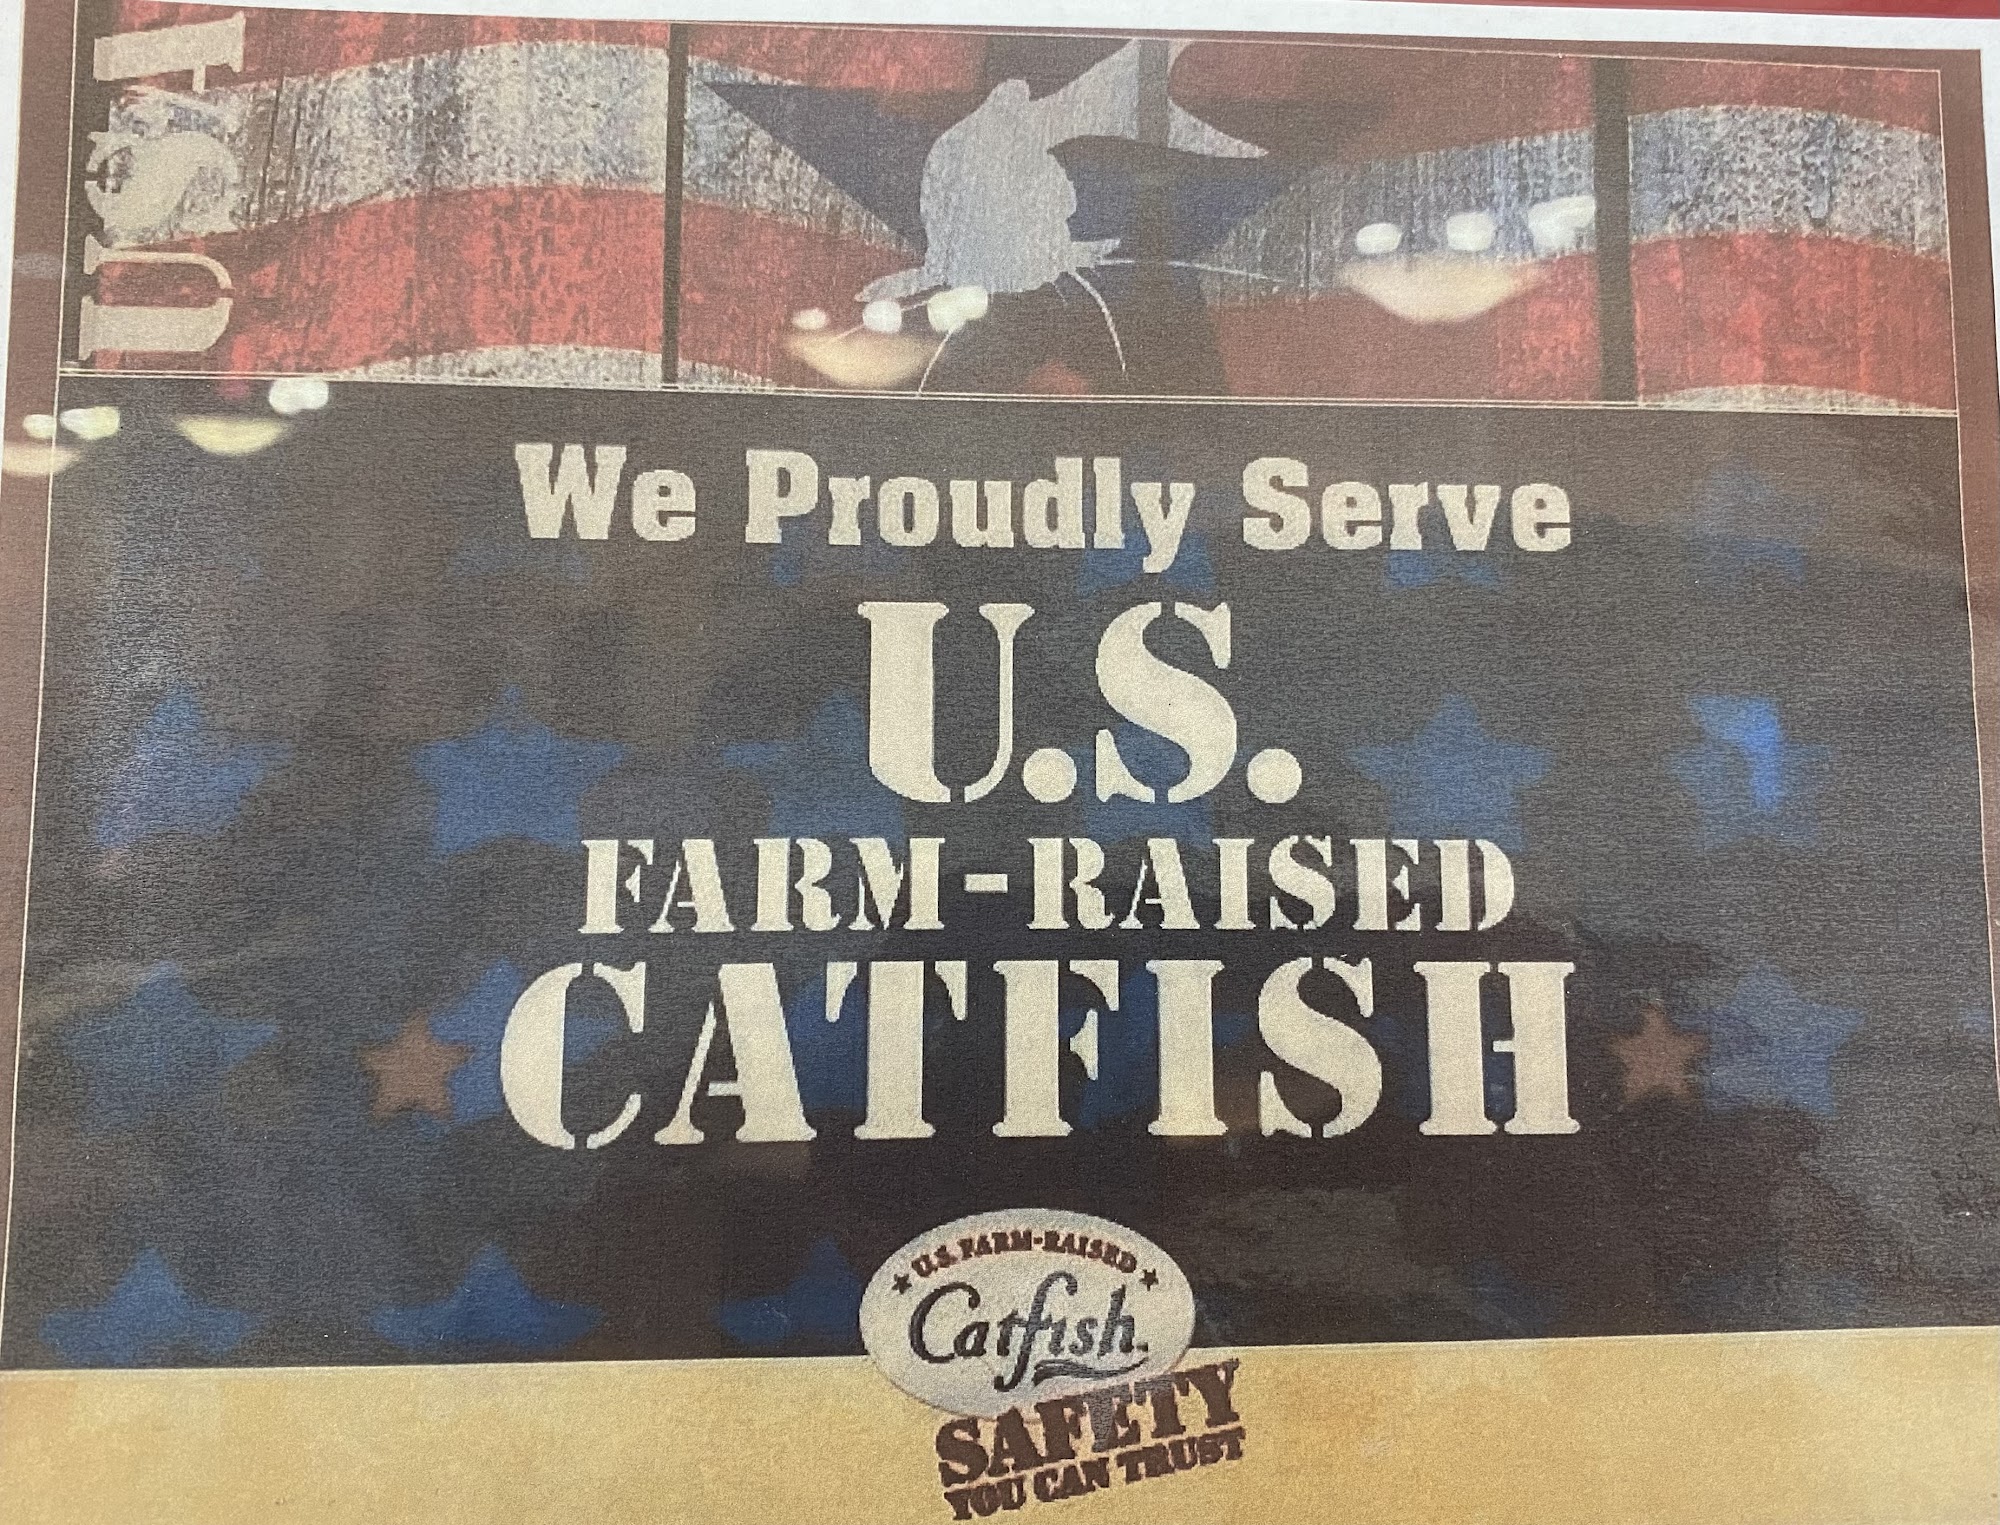 USA
We Proudly Serve
U.S.
FARM-RAISED
CATFISH
U.S. FARM-RAISED
Catfish
SAFETY
YOU CAN TRUST